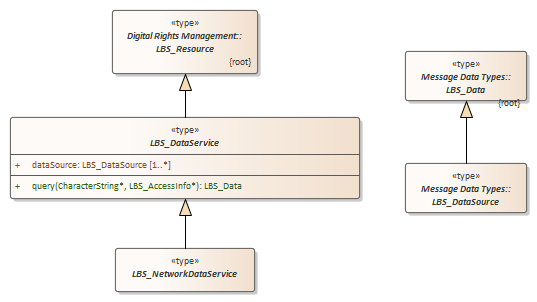 «type»
Digital Rights Management::
LBS_Resource
{root}
«type»
LBS_DataService
+ dataSource: LBS_DataSource [1..*]
+ query(CharacterString*, LBS_AccessInfo*): LBS_Data
«type»
LBS_NetworkDataService
«type»
Message Data Types::
LBS_Data
{root}
«type»
Message Data Types::
LBS_DataSource